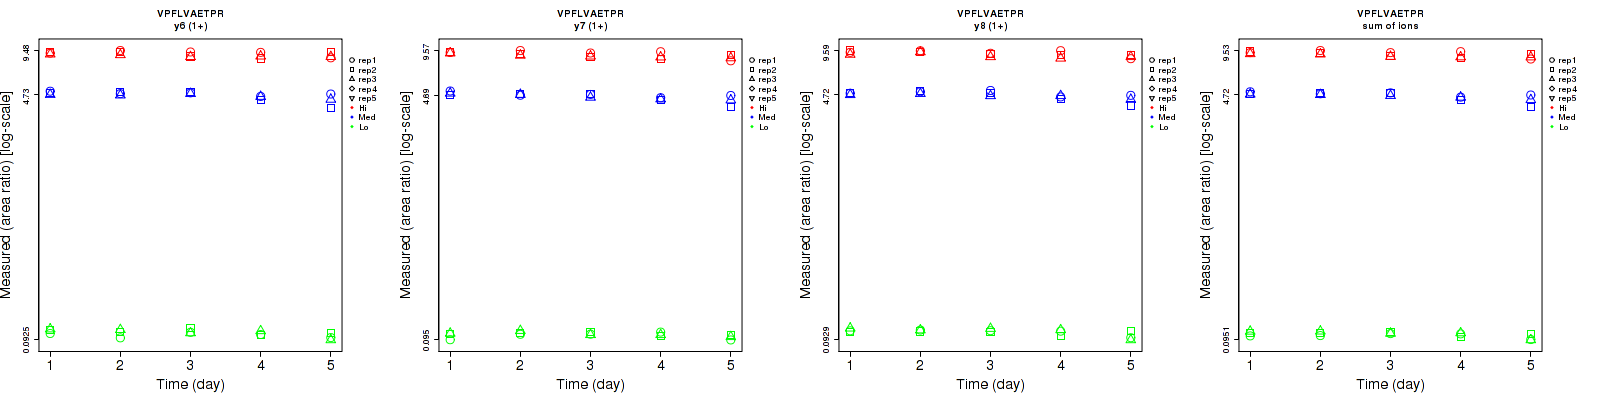 VPFLVAETPR
y6 (1+)
Measured (area ratio) [log-scale]
9.48
4.73
0.0925
1 2 3 4 5
Time (day)
rep1
rep2
rep3
rep4
rep5
Hi
Med
Lo
VPFLVAETPR
y7 (1+)
Measured (area ratio) [log-scale]
9.57
4.69
0.095
1 2 3 4 5
Time (day)
rep1
rep2
rep3
rep4
rep5
Hi
Med
Lo
VPFLVAETPR
y8 (1+)
Measured (area ratio) [log-scale]
9.59
4.72
0.0929
1 2 3 4 5
Time (day)
rep1
rep2
rep3
rep4
rep5
Hi
Med
Lo
VPFLVAETPR
sum of ions
Measured (area ratio) [log-scale]
9.53
4.72
0.0951
1 2 3 4 5
Time (day)
rep1
rep2
rep3
rep4
rep5
Hi
Med
Lo